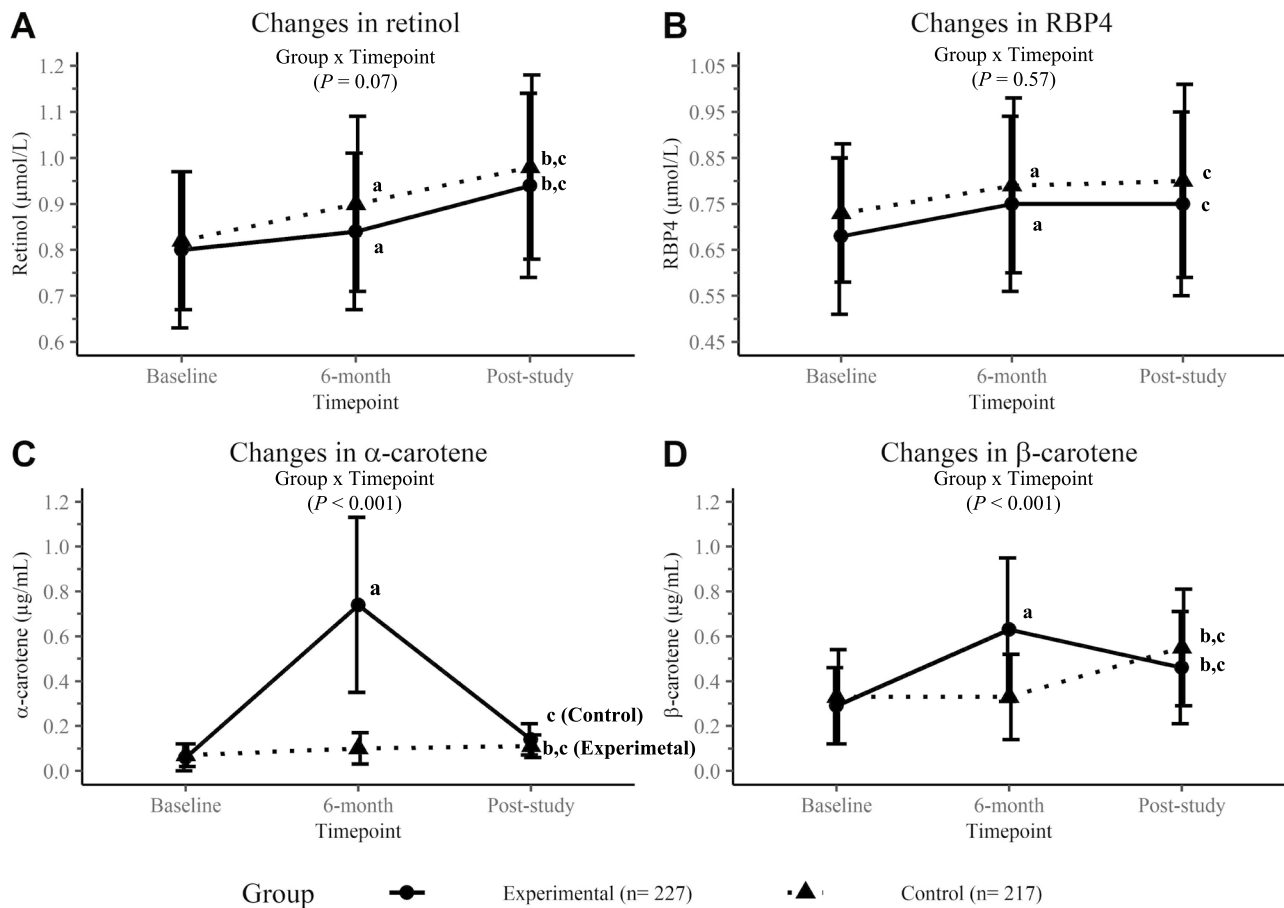 A
Changes in retinol
Group x Timepoint
(P = 0.07)
Retinol (µmol/L)
1.2
1.1
1.0
0.9
0.8
0.7
0.6
b,c
b,c
a
a
Baseline
6-month
Post-study
Timepoint
B
Changes in RBP4
Group x Timepoint
(P = 0.57)
RBP4 (µmol/L)
1.05
0.95
0.85
0.75
0.65
0.55
0.45
a
c
c
a
Baseline
6-month
Post-study
Timepoint
C
Changes in α-carotene
Group x Timepoint
(P < 0.001)
α-carotene (µg/mL)
1.2
1.0
0.8
0.6
0.4
0.2
0.0
a
c (Control)
b,c (Experimetal)
Baseline
6-month
Post-study
Timepoint
D
Changes in β-carotene
Group x Timepoint
(P < 0.001)
β-carotene (µg/mL)
1.2
1.0
0.8
0.6
0.4
0.2
0.0
a
b,c
b,c
Baseline
6-month
Post-study
Timepoint
Group
Experimental (n= 227)
Control (n= 217)